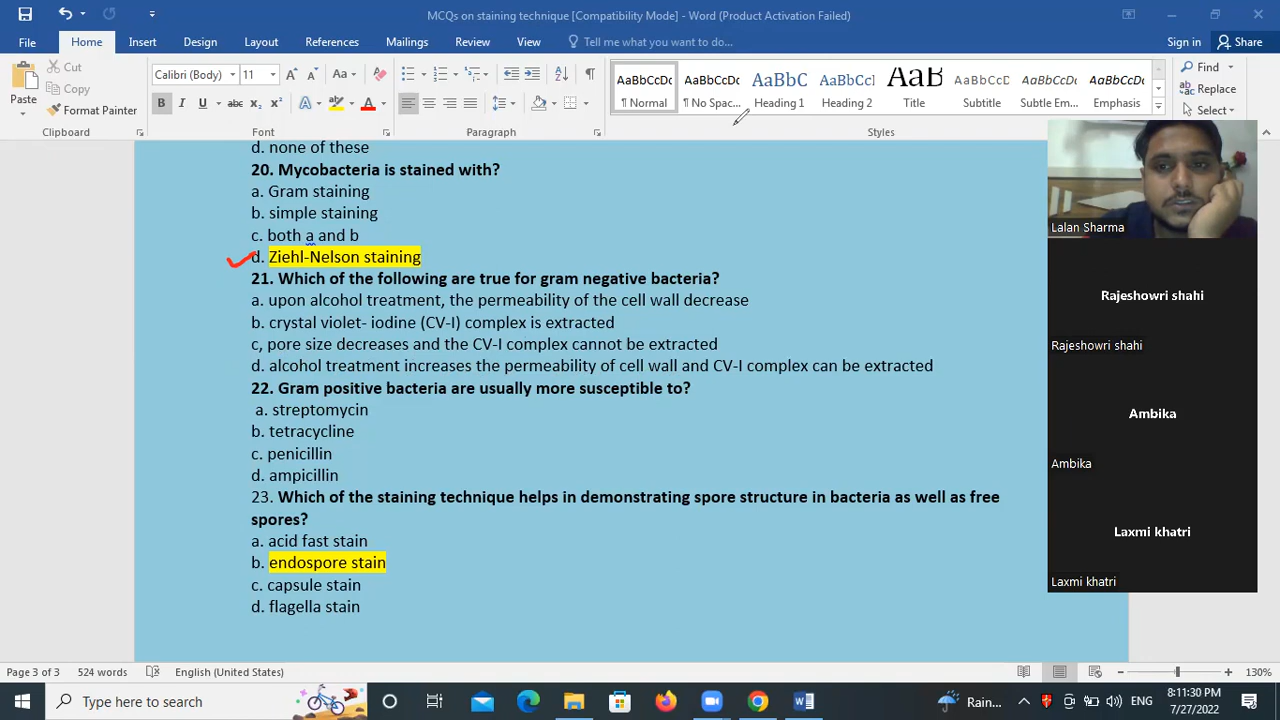 MCQs on staining technique [Compatibility Mode] - Word (Product Activation Failed)
File Home Insert Design Layout References Mailings Review View Tell me what you want to do... Sign in Share
Cut
Copy
Format Painter
Paste
Clipboard
Calibri (Body) 11
B I U abc X₂ X² A A
Font
Paragraph
AaBbCcDc AaBbCcDc AaBbC AaBbCcI AaB AaBbCcD AaBbCcDc AaBbCcDc
¶ Normal ¶ No Spac... Heading 1 Heading 2 Title Subtitle Subtle Em... Emphasis
Styles
Find
Replace
Select
d. none of these
20. Mycobacteria is stained with?
a. Gram staining
b. simple staining
c. both a and b
d. Ziehl-Nelson staining
21. Which of the following are true for gram negative bacteria?
a. upon alcohol treatment, the permeability of the cell wall decrease
b. crystal violet- iodine (CV-I) complex is extracted
c, pore size decreases and the CV-I complex cannot be extracted
d. alcohol treatment increases the permeability of cell wall and CV-I complex can be extracted
22. Gram positive bacteria are usually more susceptible to?
a. streptomycin
b. tetracycline
c. penicillin
d. ampicillin
23. Which of the staining technique helps in demonstrating spore structure in bacteria as well as free
spores?
a. acid fast stain
b. endospore stain
c. capsule stain
d. flagella stain
Lalan Sharma
Rajeshowri shahi
Rajeshowri shahi
Ambika
Ambika
Laxmi khatri
Laxmi khatri
Page 3 of 3 524 words English (United States) 130%
Type here to search Rain... ENG 8:11:30 PM
7/27/2022